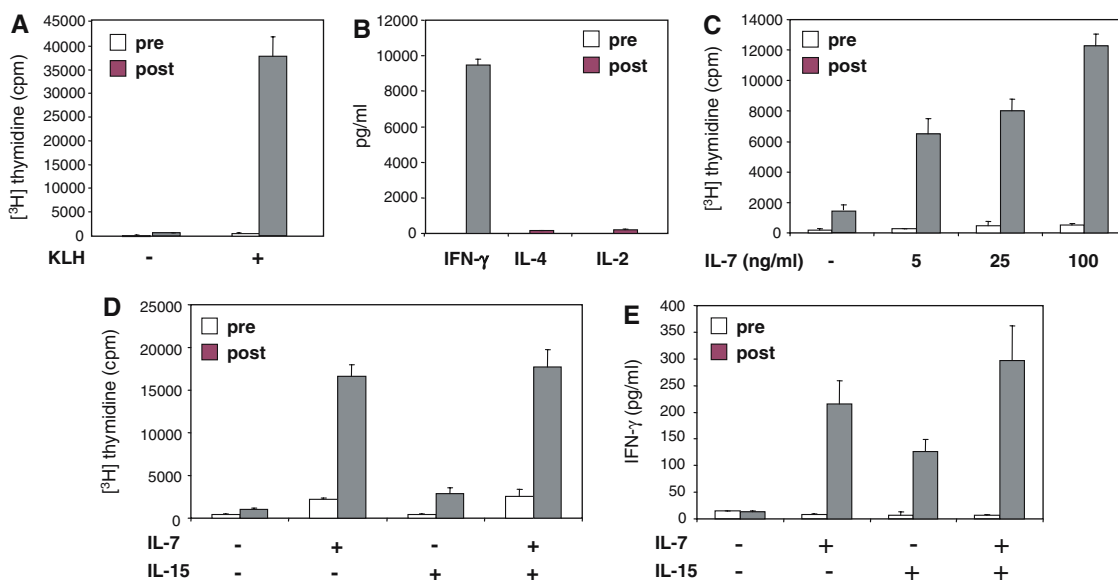 A
45000
40000
35000
30000
25000
20000
15000
10000
5000
0
[³H] thymidine (cpm)
pre
post
KLH - +
B
12000
10000
8000
6000
4000
2000
0
pg/ml
pre
post
IFN-γ IL-4 IL-2
C
14000
12000
10000
8000
6000
4000
2000
0
[³H] thymidine (cpm)
pre
post
IL-7 (ng/ml) - 5 25 100
D
25000
20000
15000
10000
5000
0
[³H] thymidine (cpm)
pre
post
IL-7 - + - +
IL-15 - - + +
E
400
350
300
250
200
150
100
50
0
IFN-γ (pg/ml)
pre
post
IL-7 - + - +
IL-15 - - + +